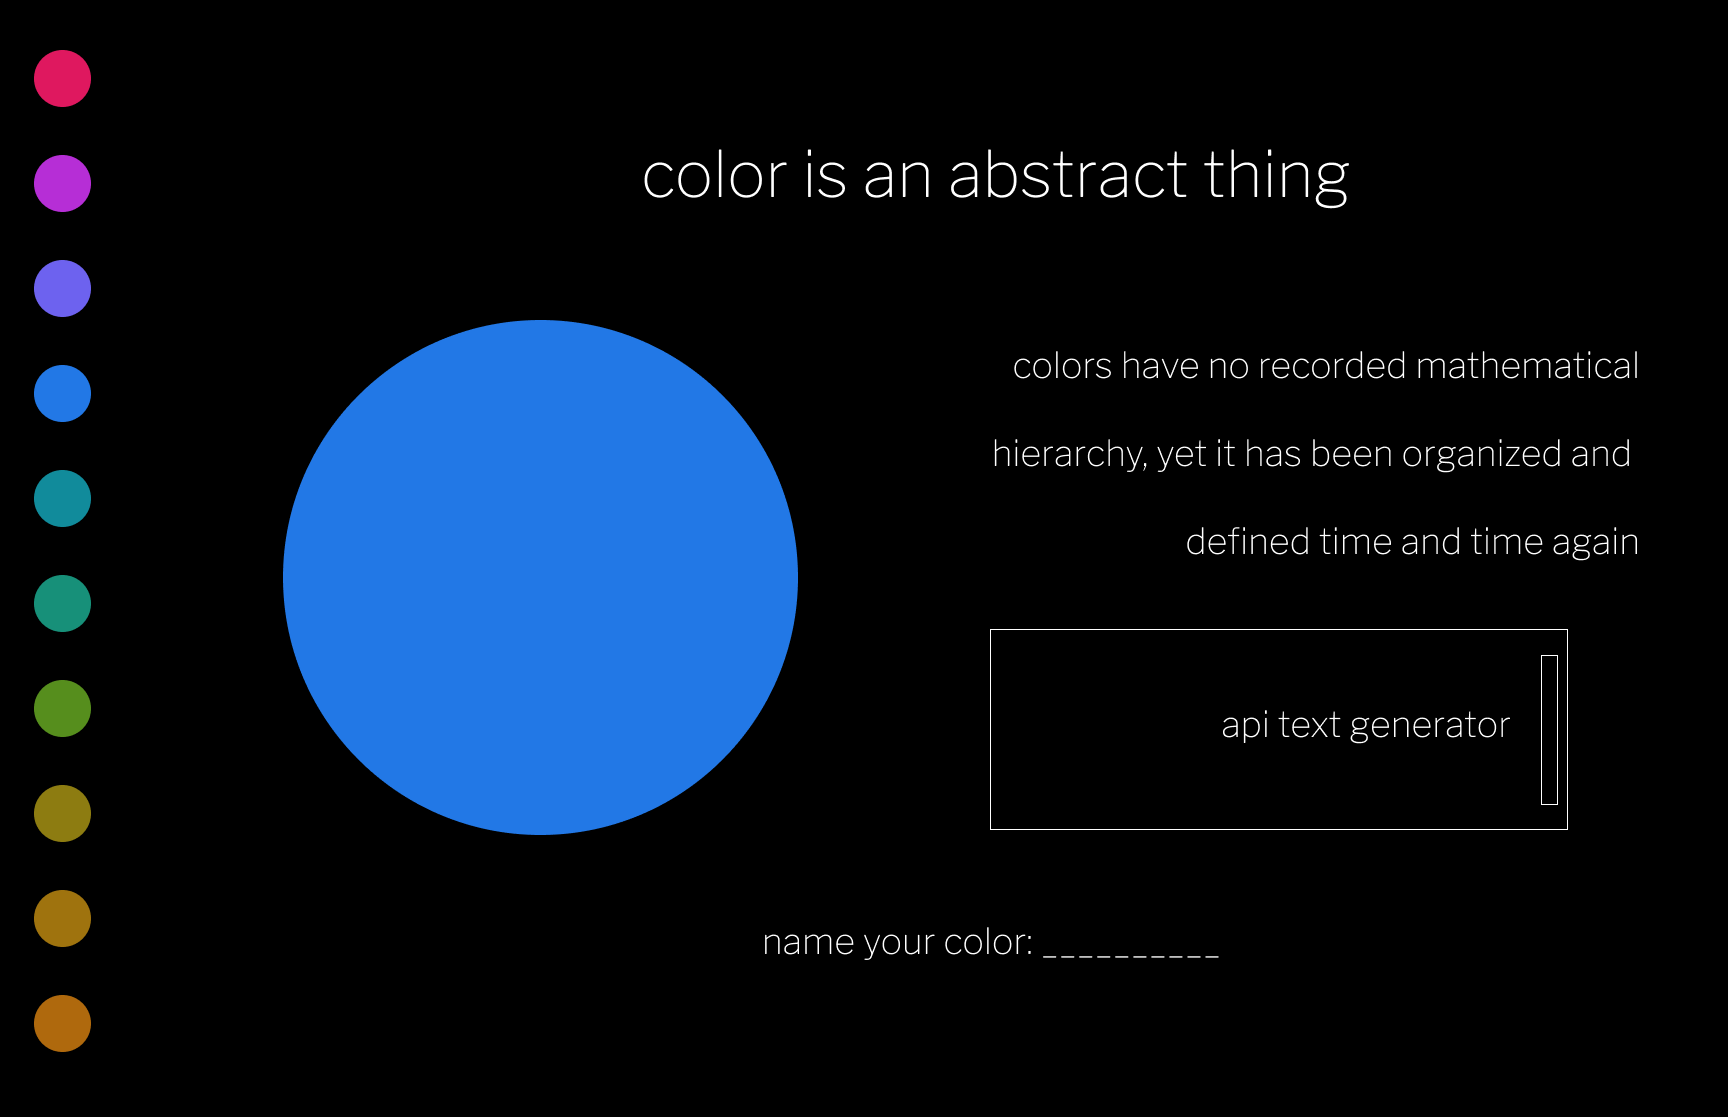 color is an abstract thing
colors have no recorded mathematical
hierarchy, yet it has been organized and
defined time and time again
api text generator
name your color: __________